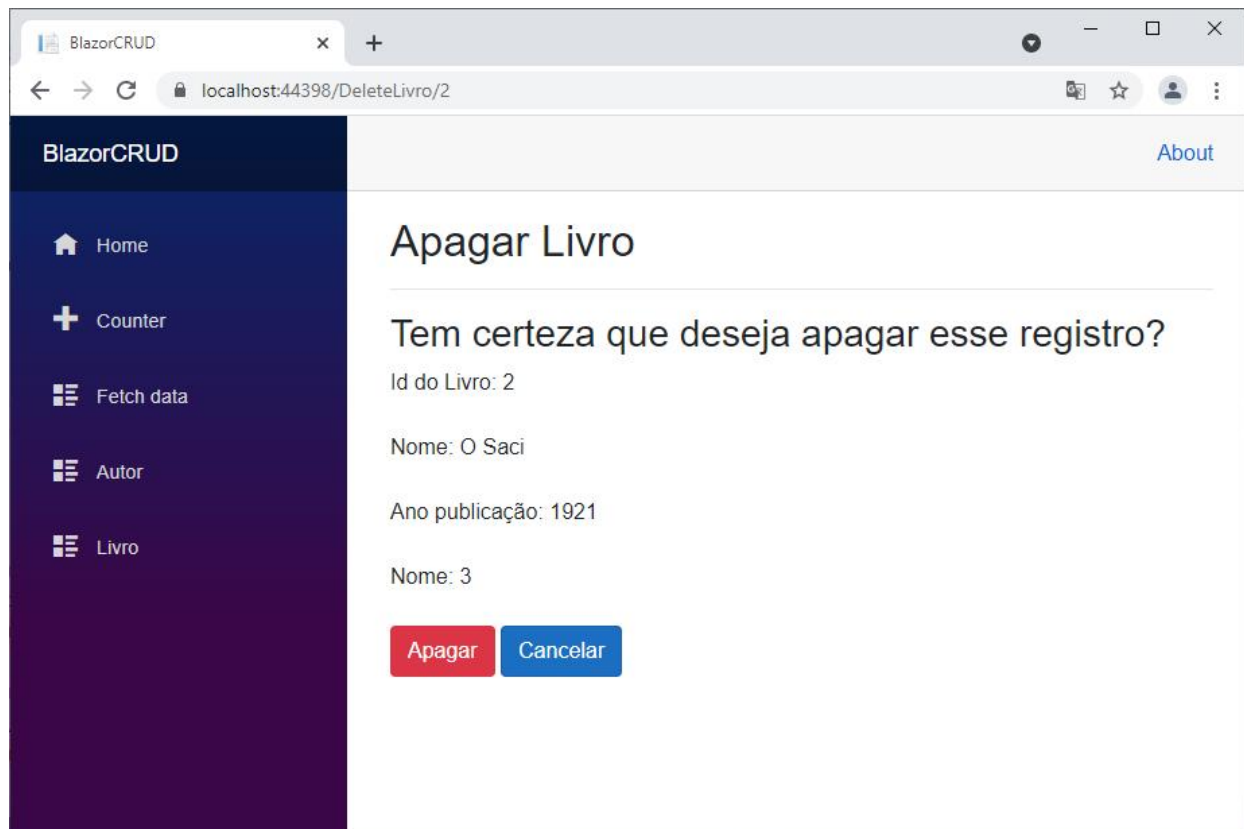 BlazorCRUD
localhost:44398/DeleteLivro/2
BlazorCRUD
About
Home
Counter
Fetch data
Autor
Livro
Apagar Livro
Tem certeza que deseja apagar esse registro?
Id do Livro: 2
Nome: O Saci
Ano publicação: 1921
Nome: 3
Apagar Cancelar